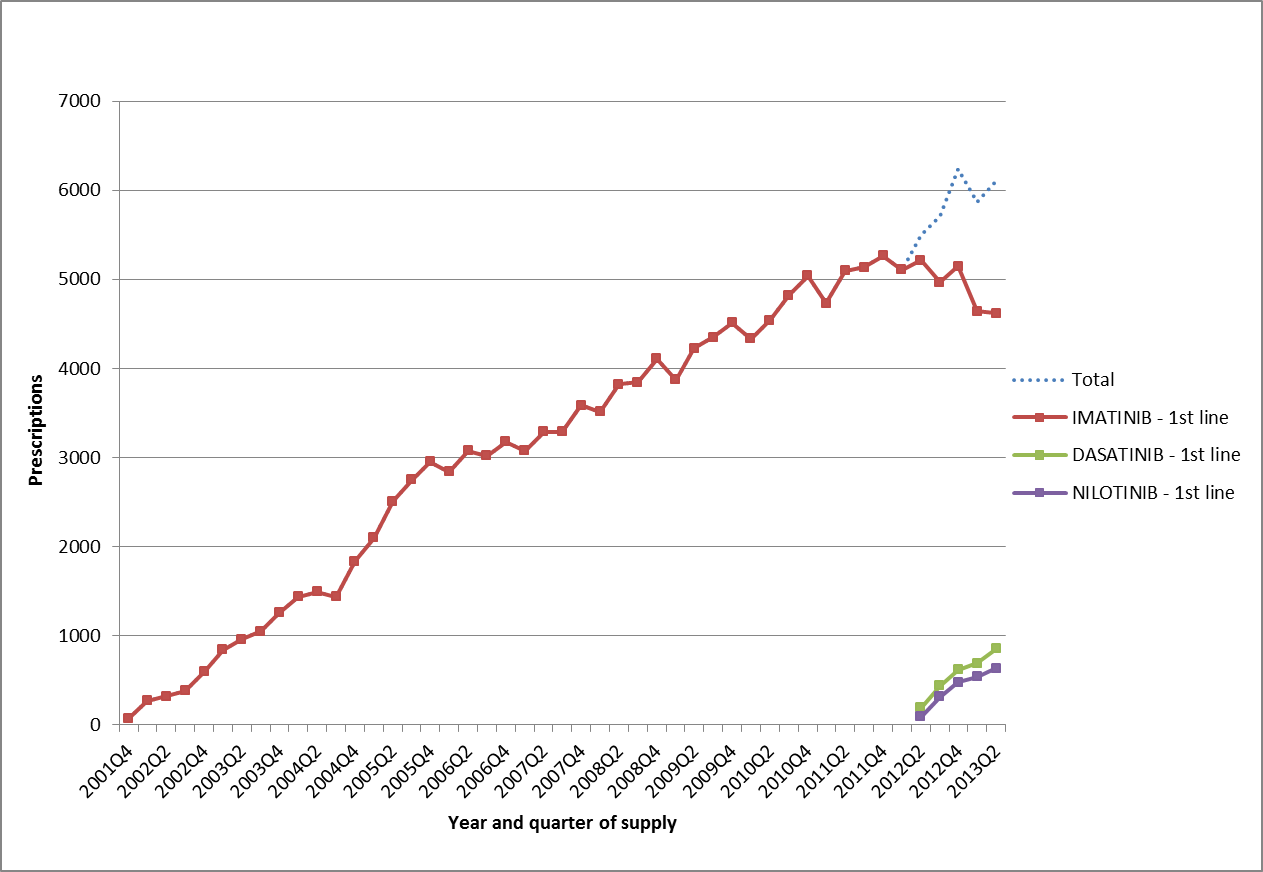 7000
6000
5000
4000
3000
2000
1000
0
Prescriptions
2001Q4
2002Q2
2002Q4
2003Q2
2003Q4
2004Q2
2004Q4
2005Q2
2005Q4
2006Q2
2006Q4
2007Q2
2007Q4
2008Q2
2008Q4
2009Q2
2009Q4
2010Q2
2010Q4
2011Q2
2011Q4
2012Q2
2012Q4
2013Q2
Year and quarter of supply
Total
IMATINIB - 1st line
DASATINIB - 1st line
NILOTINIB - 1st line